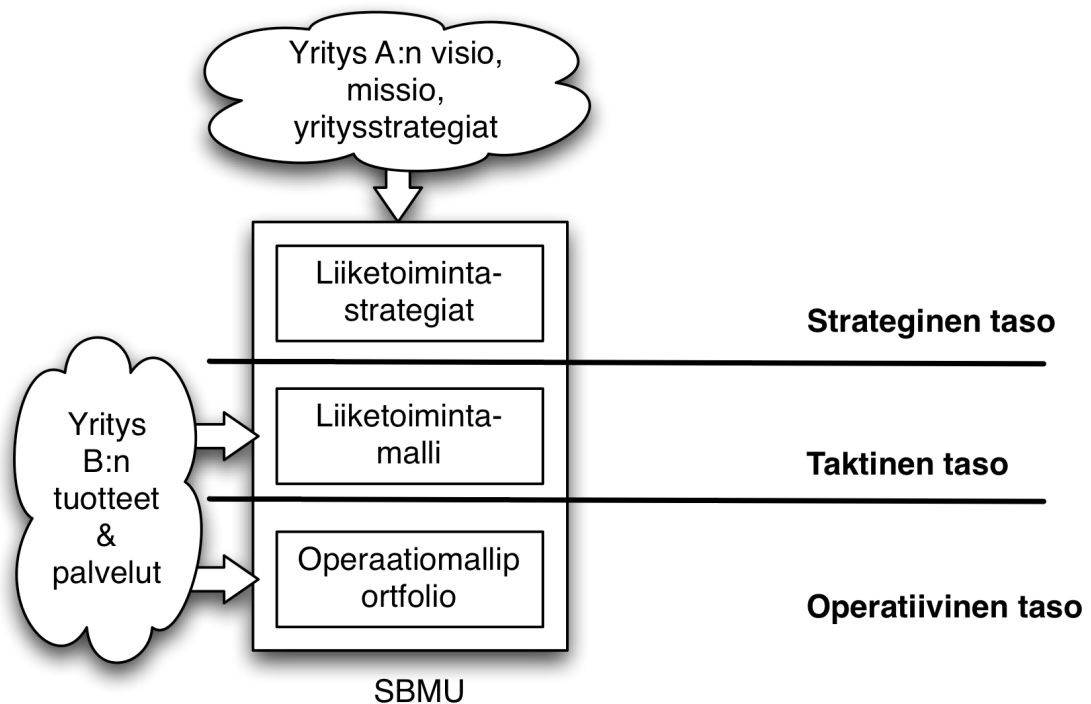 Yritys A:n visio,
missio,
yritysstrategiat
Liiketoiminta-
strategiat
Strateginen taso
Yritys
B:n
tuotteet
&
palvelut
Liiketoiminta-
malli
Taktinen taso
Operaatiomallip
ortfolio
Operatiivinen taso
SBMU